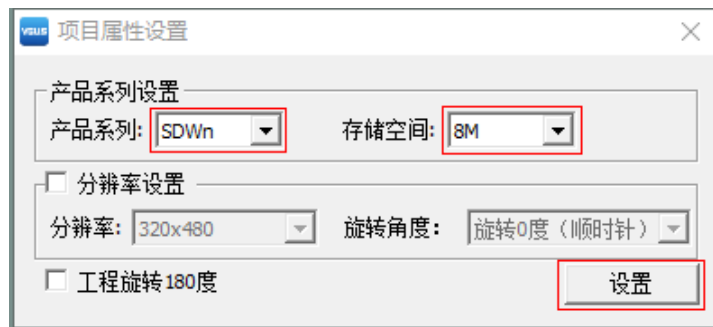 VGUS 项目属性设置
产品系列设置
产品系列: SDWn 存储空间: 8M
分辨率设置
分辨率: 320x480 旋转角度: 旋转0度（顺时针）
工程旋转180度 设置